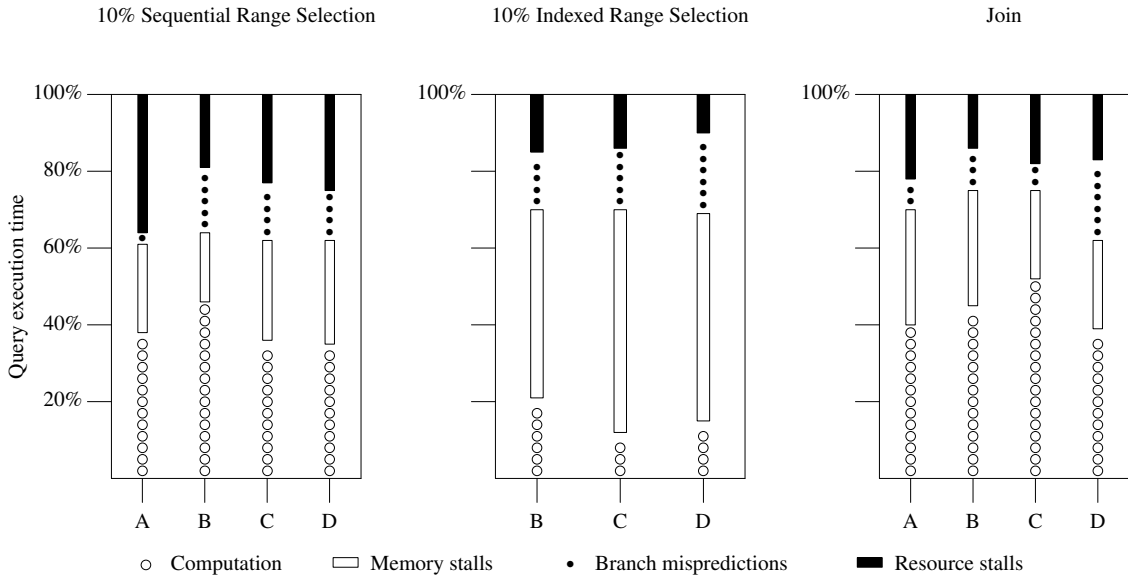 10% Sequential Range Selection
10% Indexed Range Selection
Join
100%
80%
60%
40%
20%
Query execution time
A B C D
100%
B C D
100%
A B C D
Computation
Memory stalls
Branch mispredictions
Resource stalls